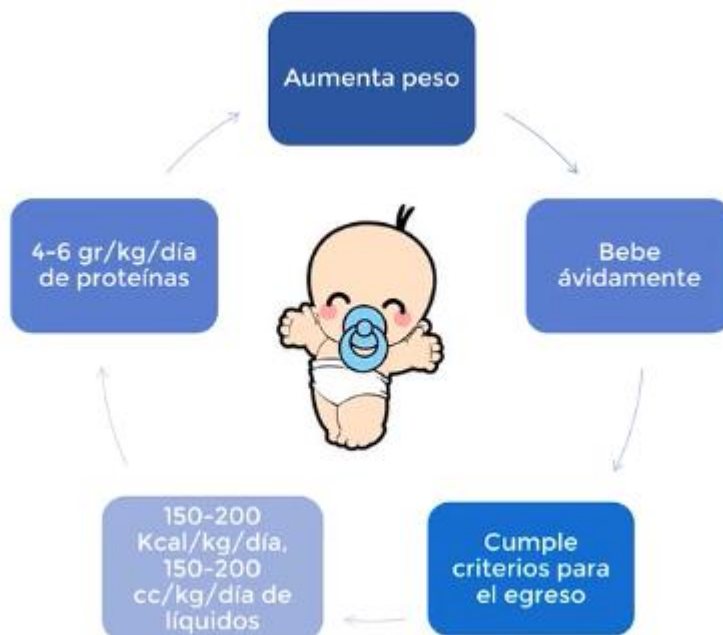 Aumenta peso
Bebe
ávidamente
Cumple
criterios para
el egreso
150-200
Kcal/kg/día,
150-200
cc/kg/día de
líquidos
4-6 gr/kg/día
de proteínas